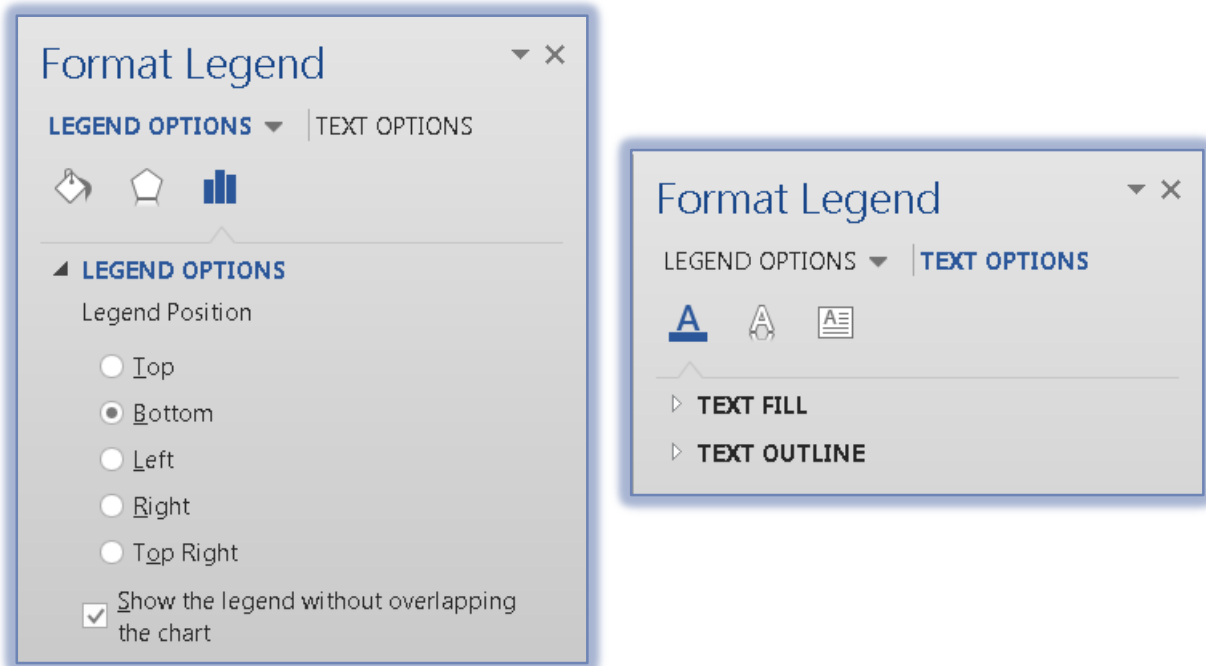 Format Legend
LEGEND OPTIONS TEXT OPTIONS
LEGEND OPTIONS
Legend Position
Top
Bottom
Left
Right
Top Right
Show the legend without overlapping
the chart
Format Legend
LEGEND OPTIONS TEXT OPTIONS
A A A
TEXT FILL
TEXT OUTLINE